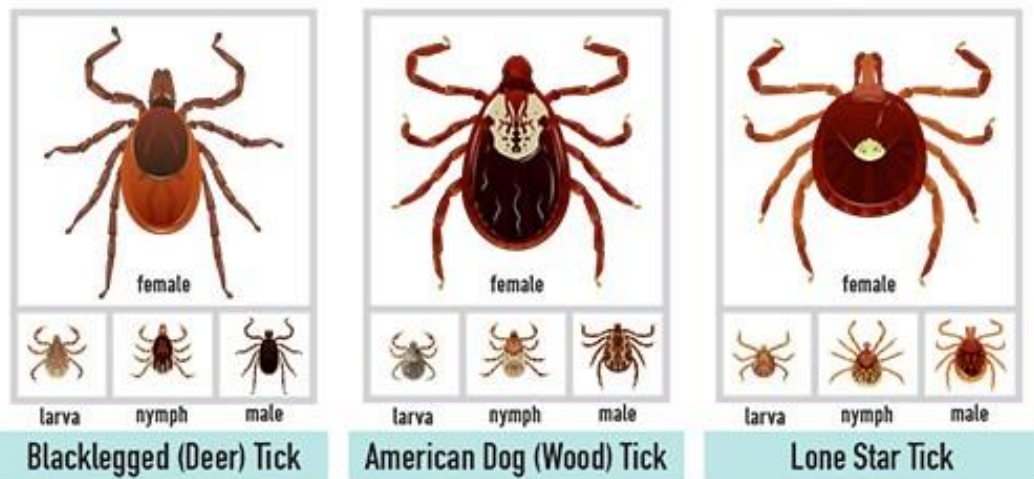 female
larva nymph male
Blacklegged (Deer) Tick
female
larva nymph male
American Dog (Wood) Tick
female
larva nymph male
Lone Star Tick